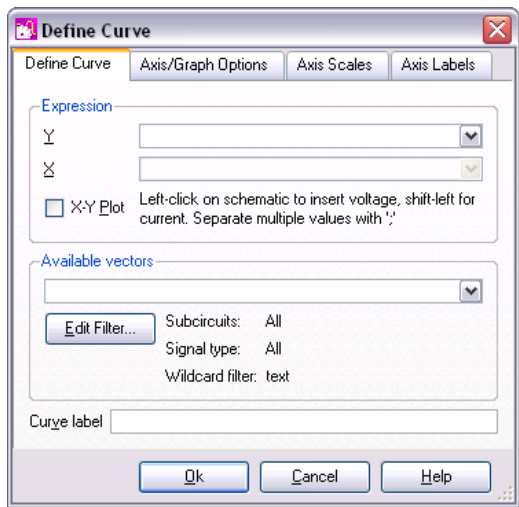 Define Curve
Define Curve Axis/Graph Options Axis Scales Axis Labels
Expression
Y
X
X-Y Plot
Left-click on schematic to insert voltage, shift-left for
current. Separate multiple values with ';'
Available vectors
Edit Filter...
Subcircuits: All
Signal type: All
Wildcard filter: text
Curve label
Ok Cancel Help